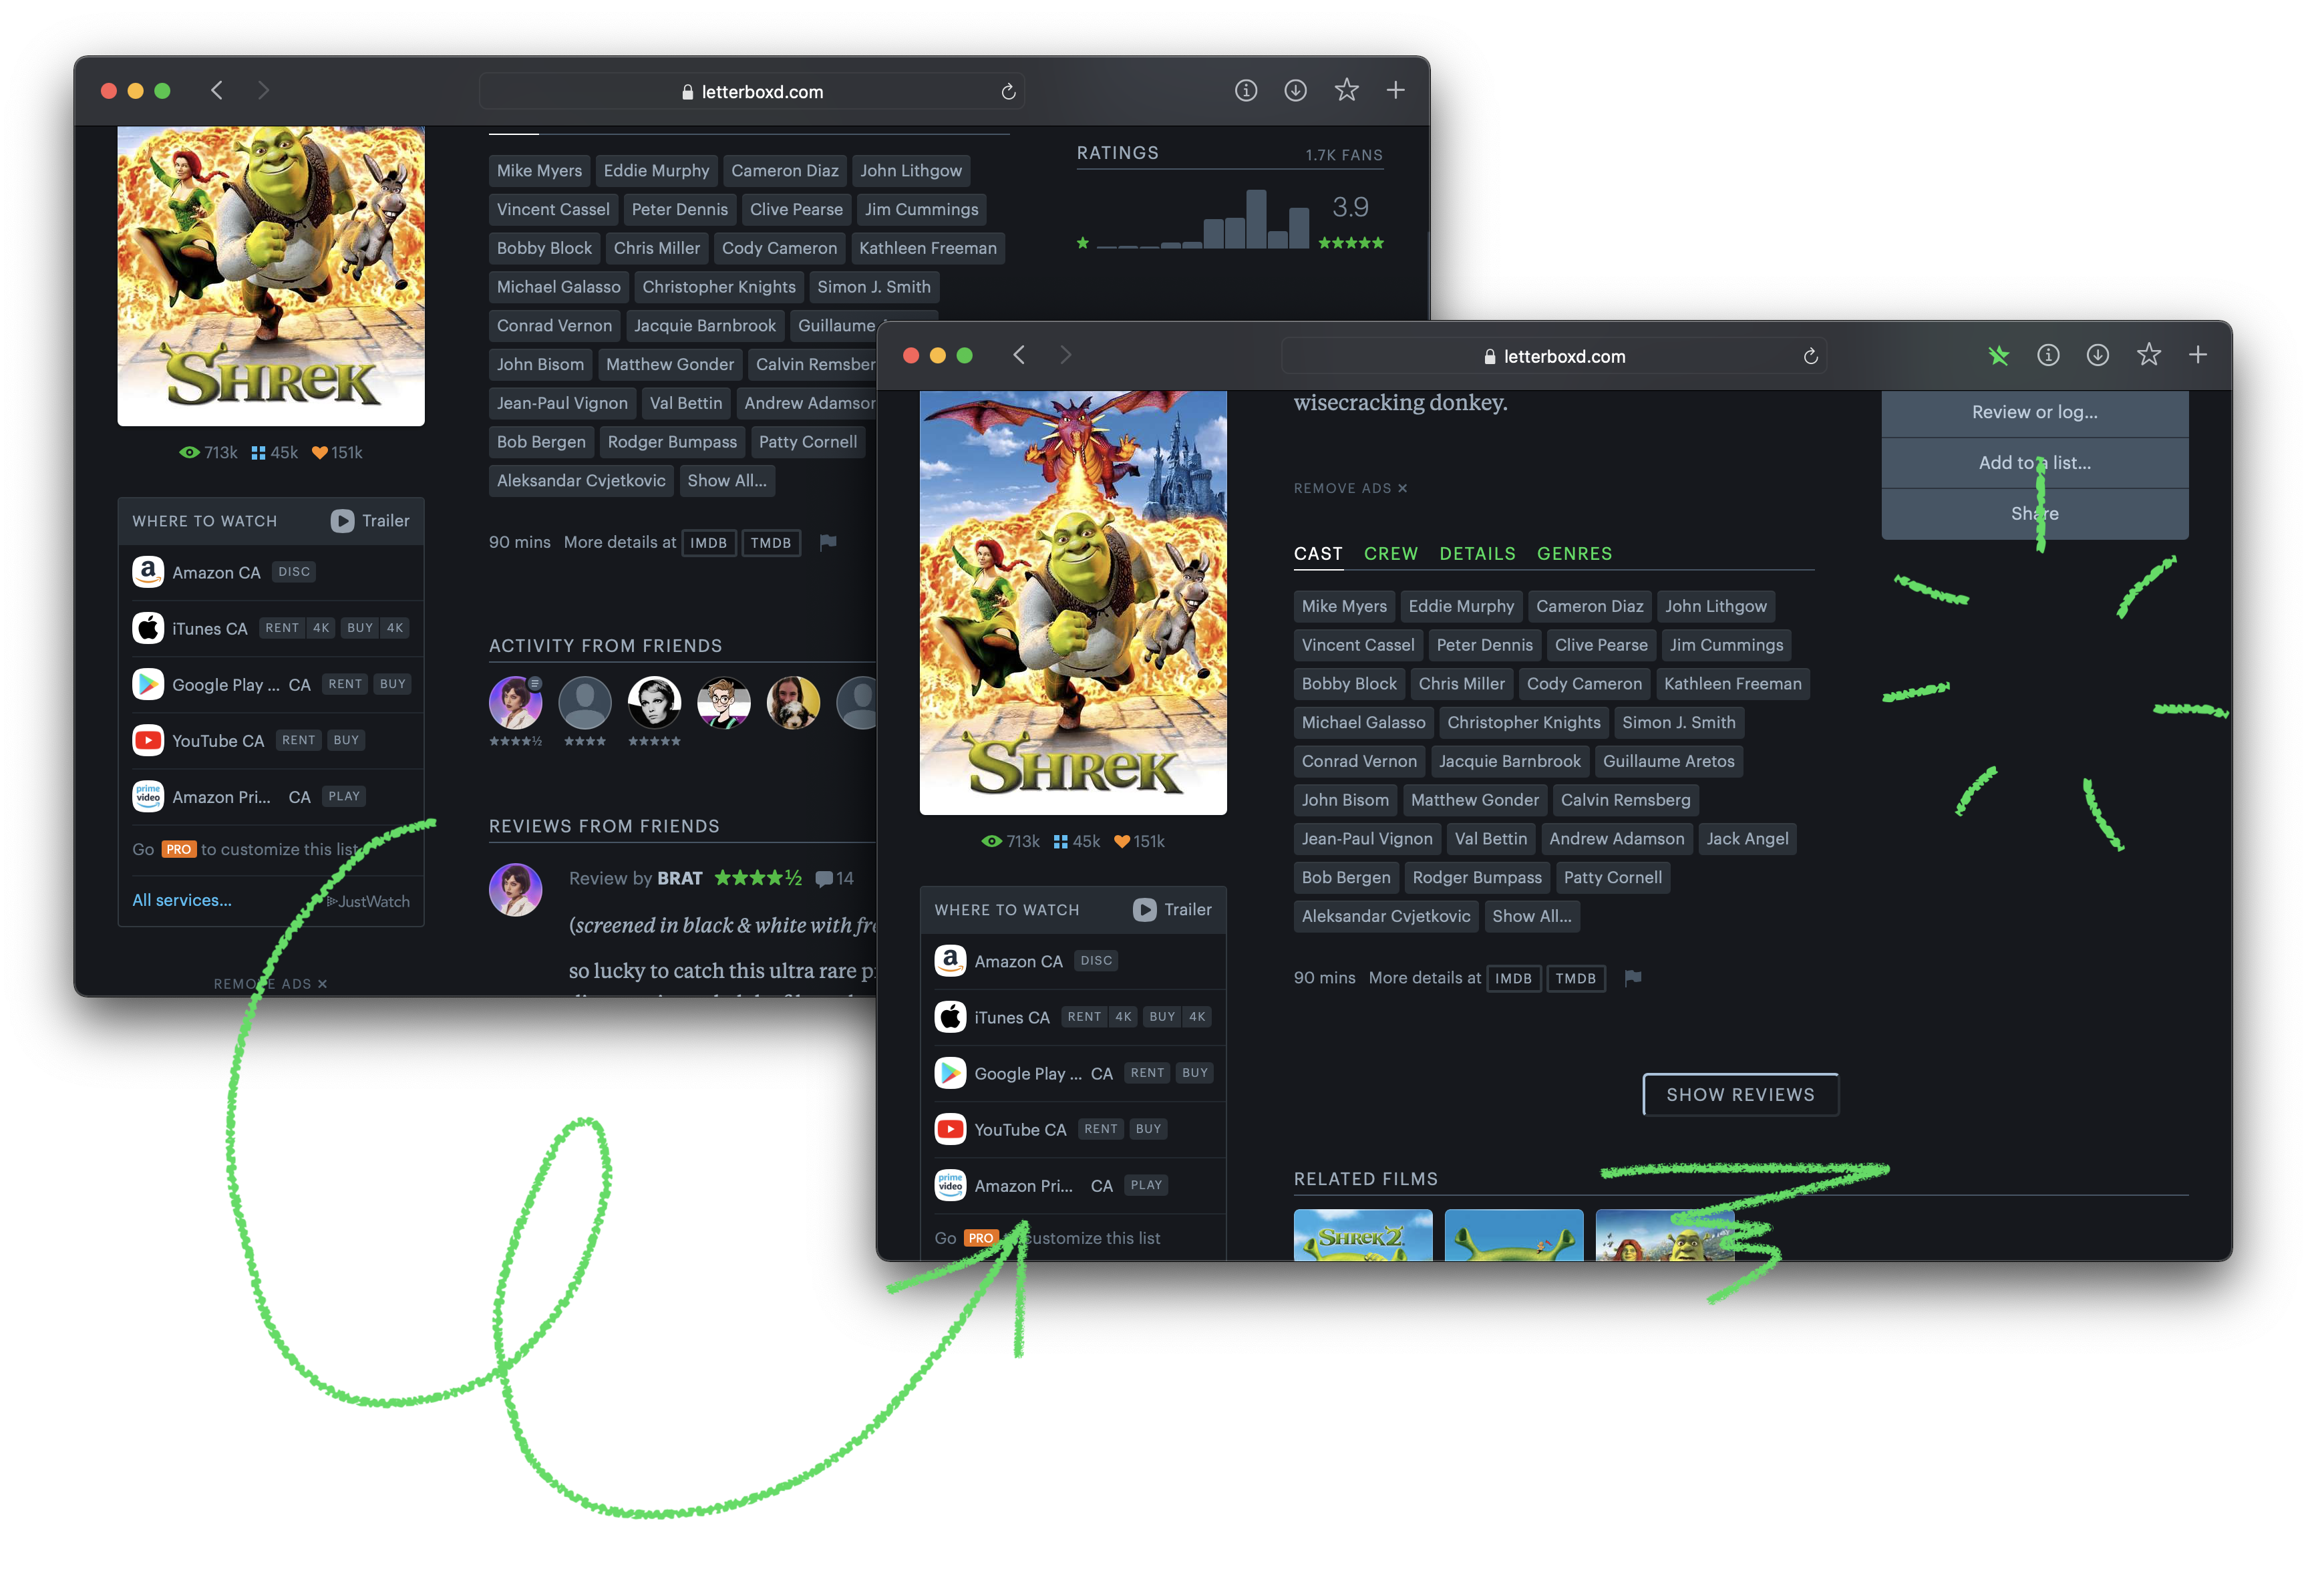 letterboxd.com
Mike Myers Eddie Murphy Cameron Diaz John Lithgow
Vincent Cassel Peter Dennis Clive Pearse Jim Cummings
Bobby Block Chris Miller Cody Cameron Kathleen Freeman
Michael Galasso Christopher Knights Simon J. Smith
Conrad Vernon Jacquie Barnbrook Guillaume
John Bisom Matthew Gonder Calvin Remsber
Jean-Paul Vignon Val Bettin Andrew Adamson
Bob Bergen Rodger Bumpass Patty Cornell
Aleksandar Cvjetkovic Show All...
90 mins More details at IMDB TMDB
RATINGS 1.7K FANS
3.9
SHREK
713k 45k 151k
WHERE TO WATCH Trailer
Amazon CA DISC
iTunes CA RENT 4K BUY 4K
Google Play ... CA RENT BUY
YouTube CA RENT BUY
prime video Amazon Pri... CA PLAY
Go PRO to customize this list
All services... JustWatch
REMOVE ADS ×
ACTIVITY FROM FRIENDS
★★★★½ ★★★★ ★★★★★
REVIEWS FROM FRIENDS
Review by BRAT ★★★★½ 14
(screened in black & white with fre
so lucky to catch this ultra rare p
letterboxd.com
wisecracking donkey.
REMOVE ADS ×
CAST CREW DETAILS GENRES
Mike Myers Eddie Murphy Cameron Diaz John Lithgow
Vincent Cassel Peter Dennis Clive Pearse Jim Cummings
Bobby Block Chris Miller Cody Cameron Kathleen Freeman
Michael Galasso Christopher Knights Simon J. Smith
Conrad Vernon Jacquie Barnbrook Guillaume Aretos
John Bisom Matthew Gonder Calvin Remsberg
Jean-Paul Vignon Val Bettin Andrew Adamson Jack Angel
Bob Bergen Rodger Bumpass Patty Cornell
Aleksandar Cvjetkovic Show All...
90 mins More details at IMDB TMDB
Review or log...
Add to a list...
Share
SHREK
713k 45k 151k
WHERE TO WATCH Trailer
Amazon CA DISC
iTunes CA RENT 4K BUY 4K
Google Play ... CA RENT BUY
YouTube CA RENT BUY
prime video Amazon Pri... CA PLAY
Go PRO to customize this list
SHOW REVIEWS
RELATED FILMS
SHREK 2